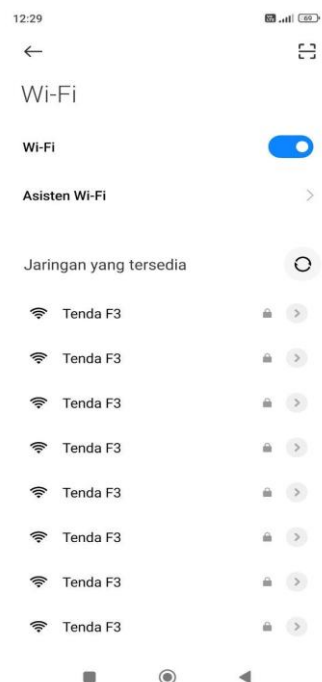 12:29
69
Wi-Fi
Wi-Fi
Asisten Wi-Fi
Jaringan yang tersedia
Tenda F3
Tenda F3
Tenda F3
Tenda F3
Tenda F3
Tenda F3
Tenda F3
Tenda F3